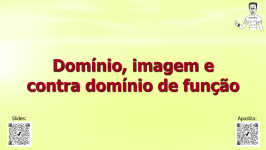 Domínio, imagem e
contra domínio de função
Slides:
Apostila: